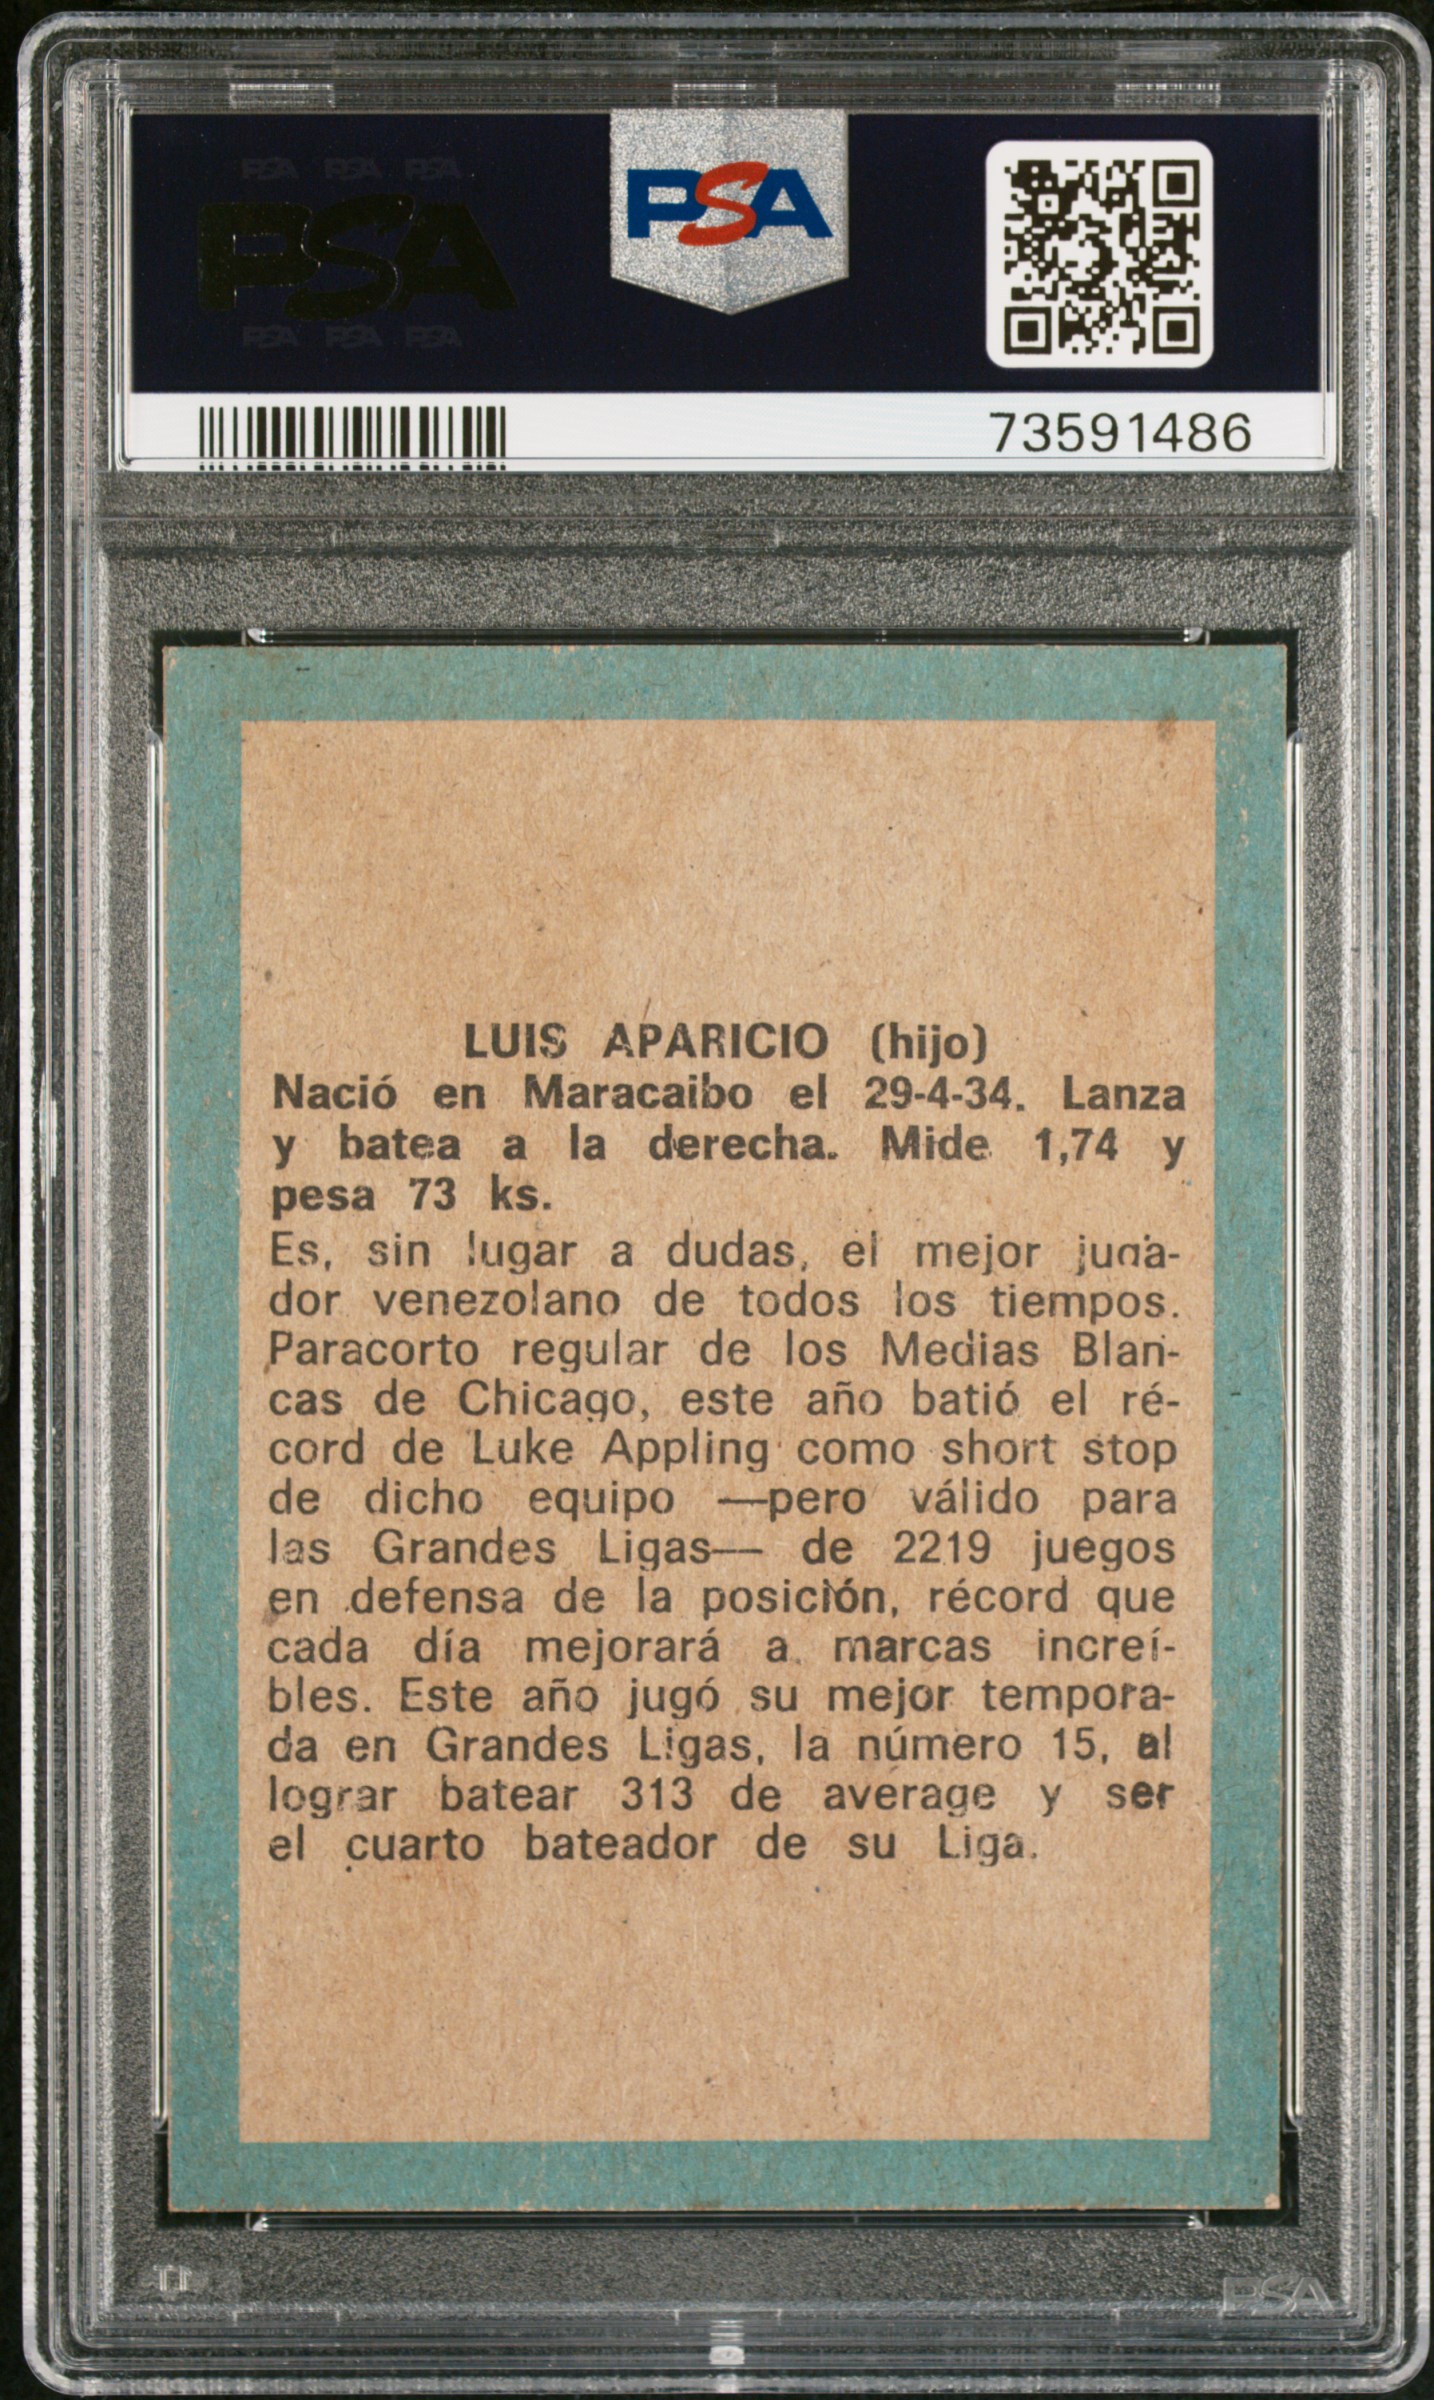 PSA PSA PSA
PSA
PSA
PSA PSA PSA
73591486
LUIS APARICIO (hijo)
Nació en Maracaibo el 29-4-34. Lanza
y batea a la derecha. Mide 1,74 y
pesa 73 ks.
Es, sin lugar a dudas, el mejor juga-
dor venezolano de todos los tiempos.
Paracorto regular de los Medias Blan-
cas de Chicago, este año batió el ré-
cord de Luke Appling como short stop
de dicho equipo —pero válido para
las Grandes Ligas— de 2219 juegos
en defensa de la posición, récord que
cada día mejorará a marcas increí-
bles. Este año jugó su mejor tempora-
da en Grandes Ligas, la número 15, al
lograr batear 313 de average y ser
el cuarto bateador de su Liga.
PSA